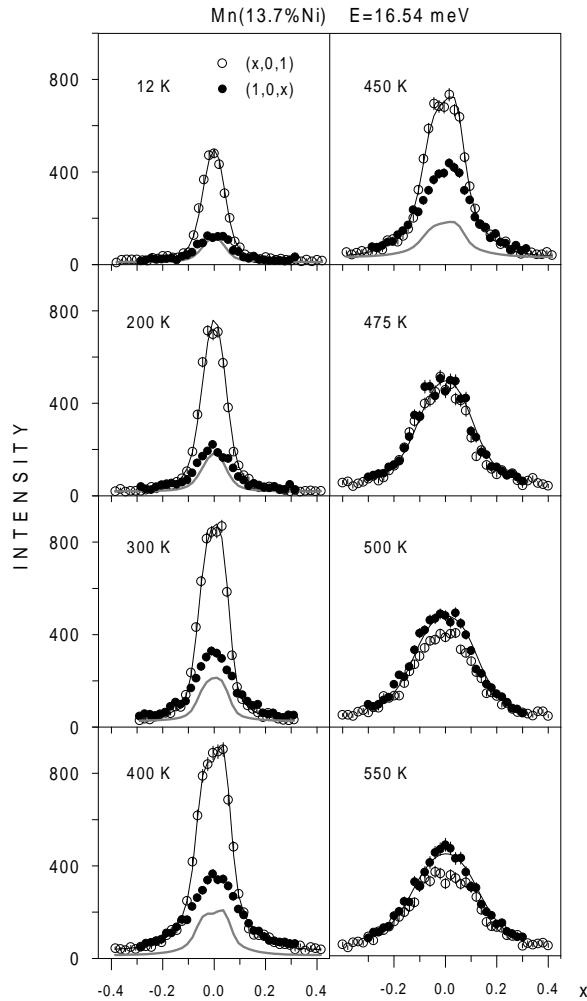 Mn(13.7%Ni) E=16.54 meV
800
12 K
(x,0,1)
(1,0,x)
450 K
400
0
800
200 K
475 K
400
0
INTENSITY
800
300 K
500 K
400
0
800
400 K
550 K
400
0
-0.4 -0.2 0.0 0.2 0.4 -0.2 0.0 0.2 0.4 x